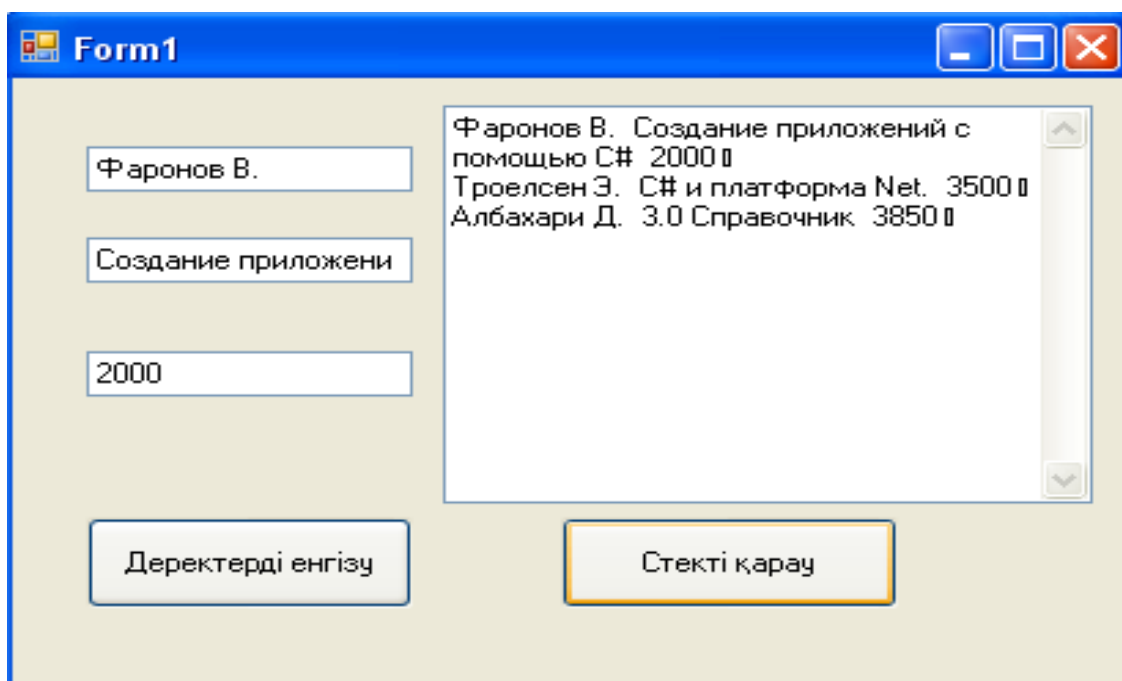 Form1
Фаронов В.
Создание приложени
2000
Фаронов В.  Создание приложений с
помощью C#  2000
Троелсен Э.  C# и платформа Net.  3500
Албахари Д.  3.0 Справочник  3850
Деректерді енгізу
Стекті қарау